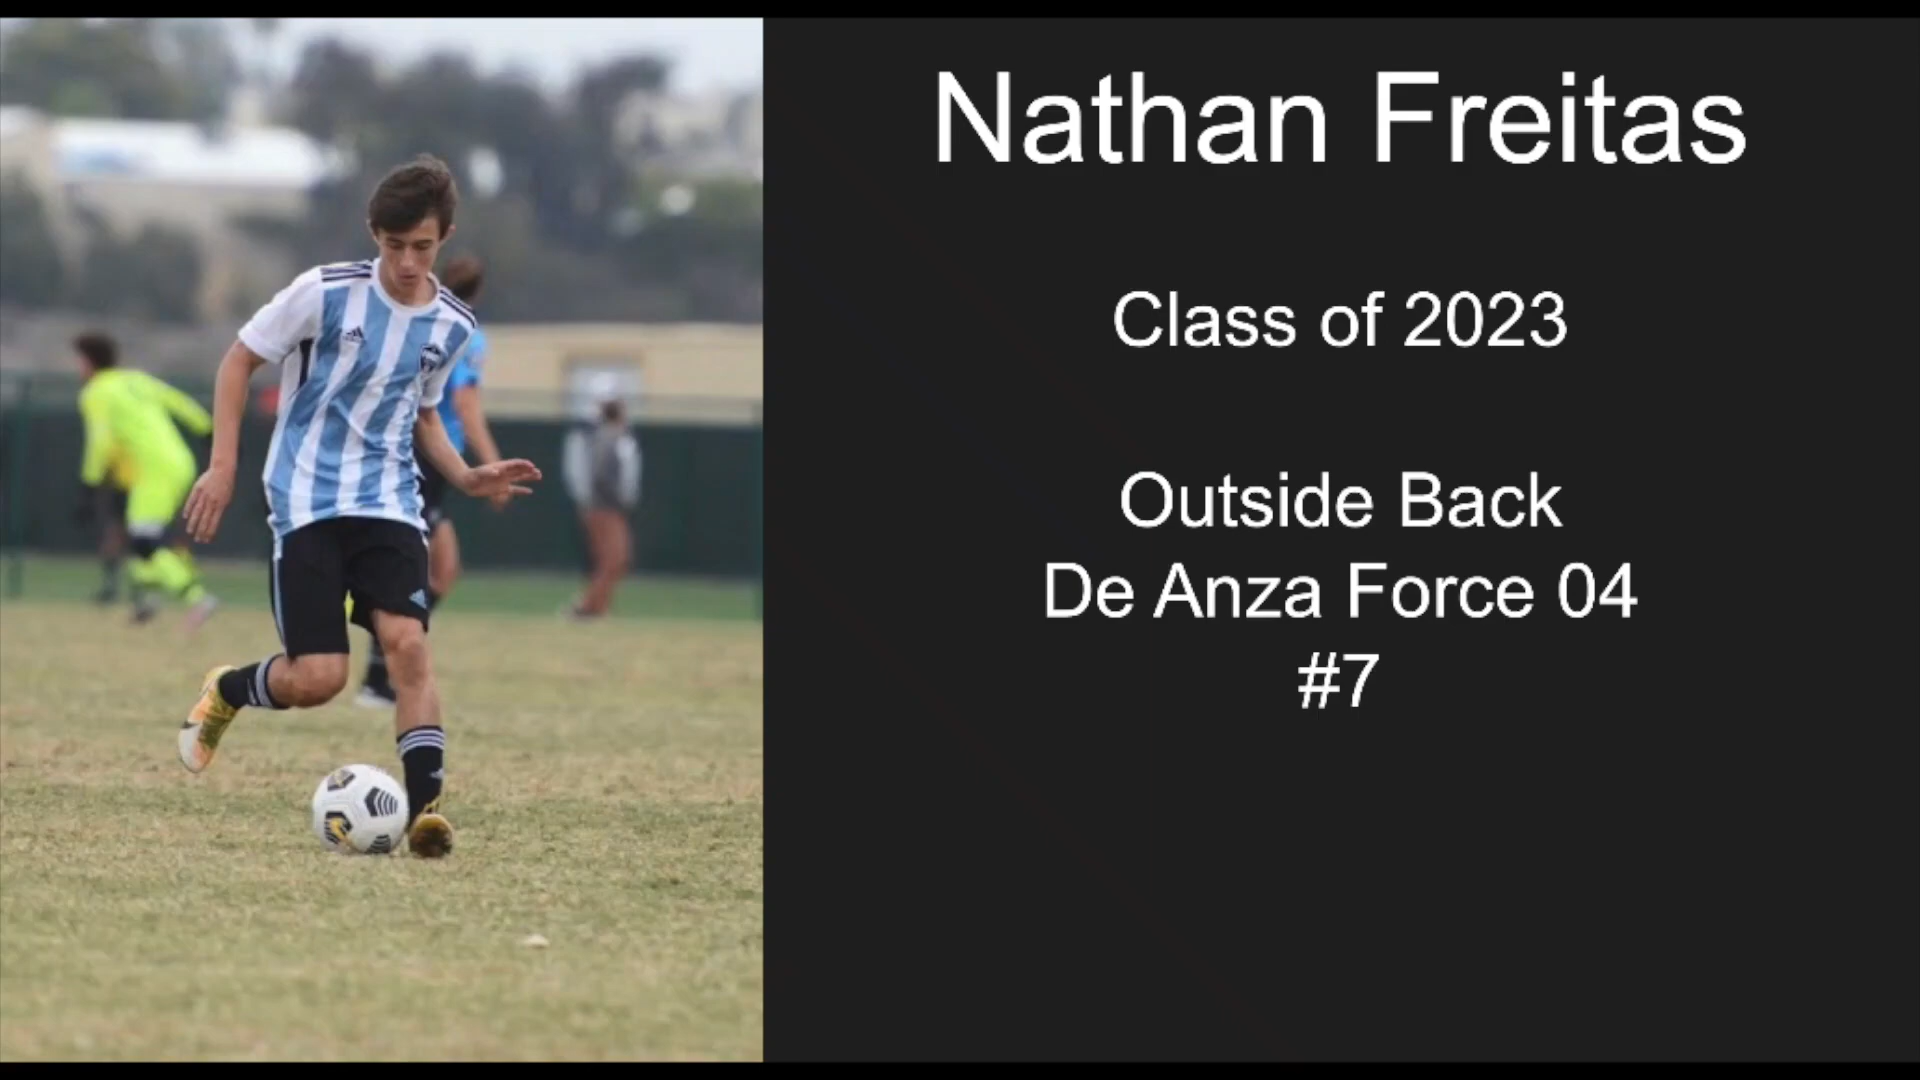 Nathan Freitas
Class of 2023
Outside Back
De Anza Force 04
#7